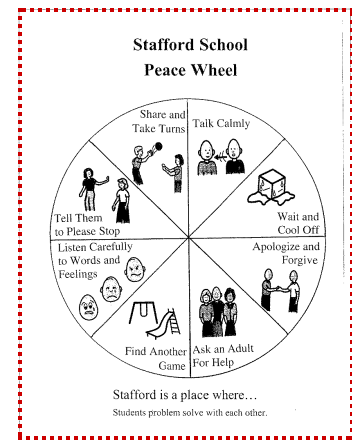 Stafford School
Peace Wheel
Share and
Take Turns
Talk Calmly
Wait and
Cool Off
Apologize and
Forgive
Ask an Adult
For Help
Find Another
Game
Listen Carefully
to Words and
Feelings
Tell Them
to Please Stop
Stafford is a place where…
Students problem solve with each other.